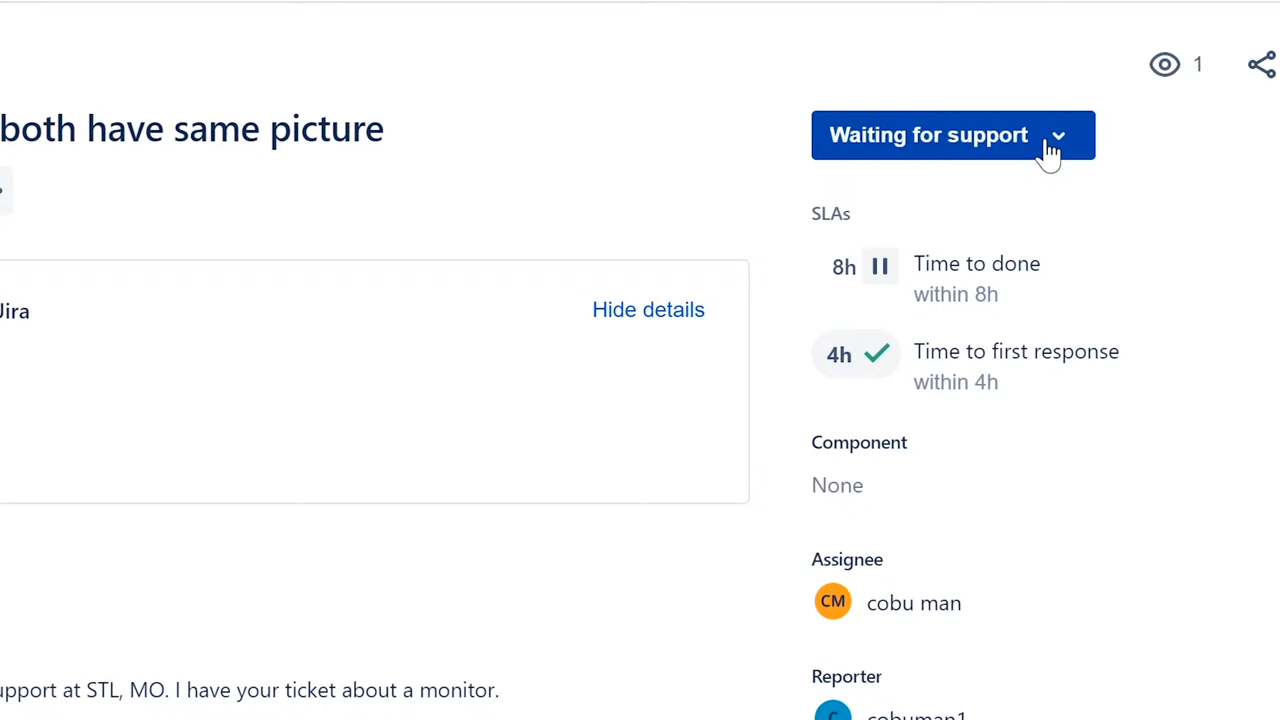 1
both have same picture
Waiting for support
SLAs
8h Time to done
within 8h
Jira
Hide details
4h Time to first response
within 4h
Component
None
Assignee
CM cobu man
Reporter
C cobuman1
upport at STL, MO. I have your ticket about a monitor.